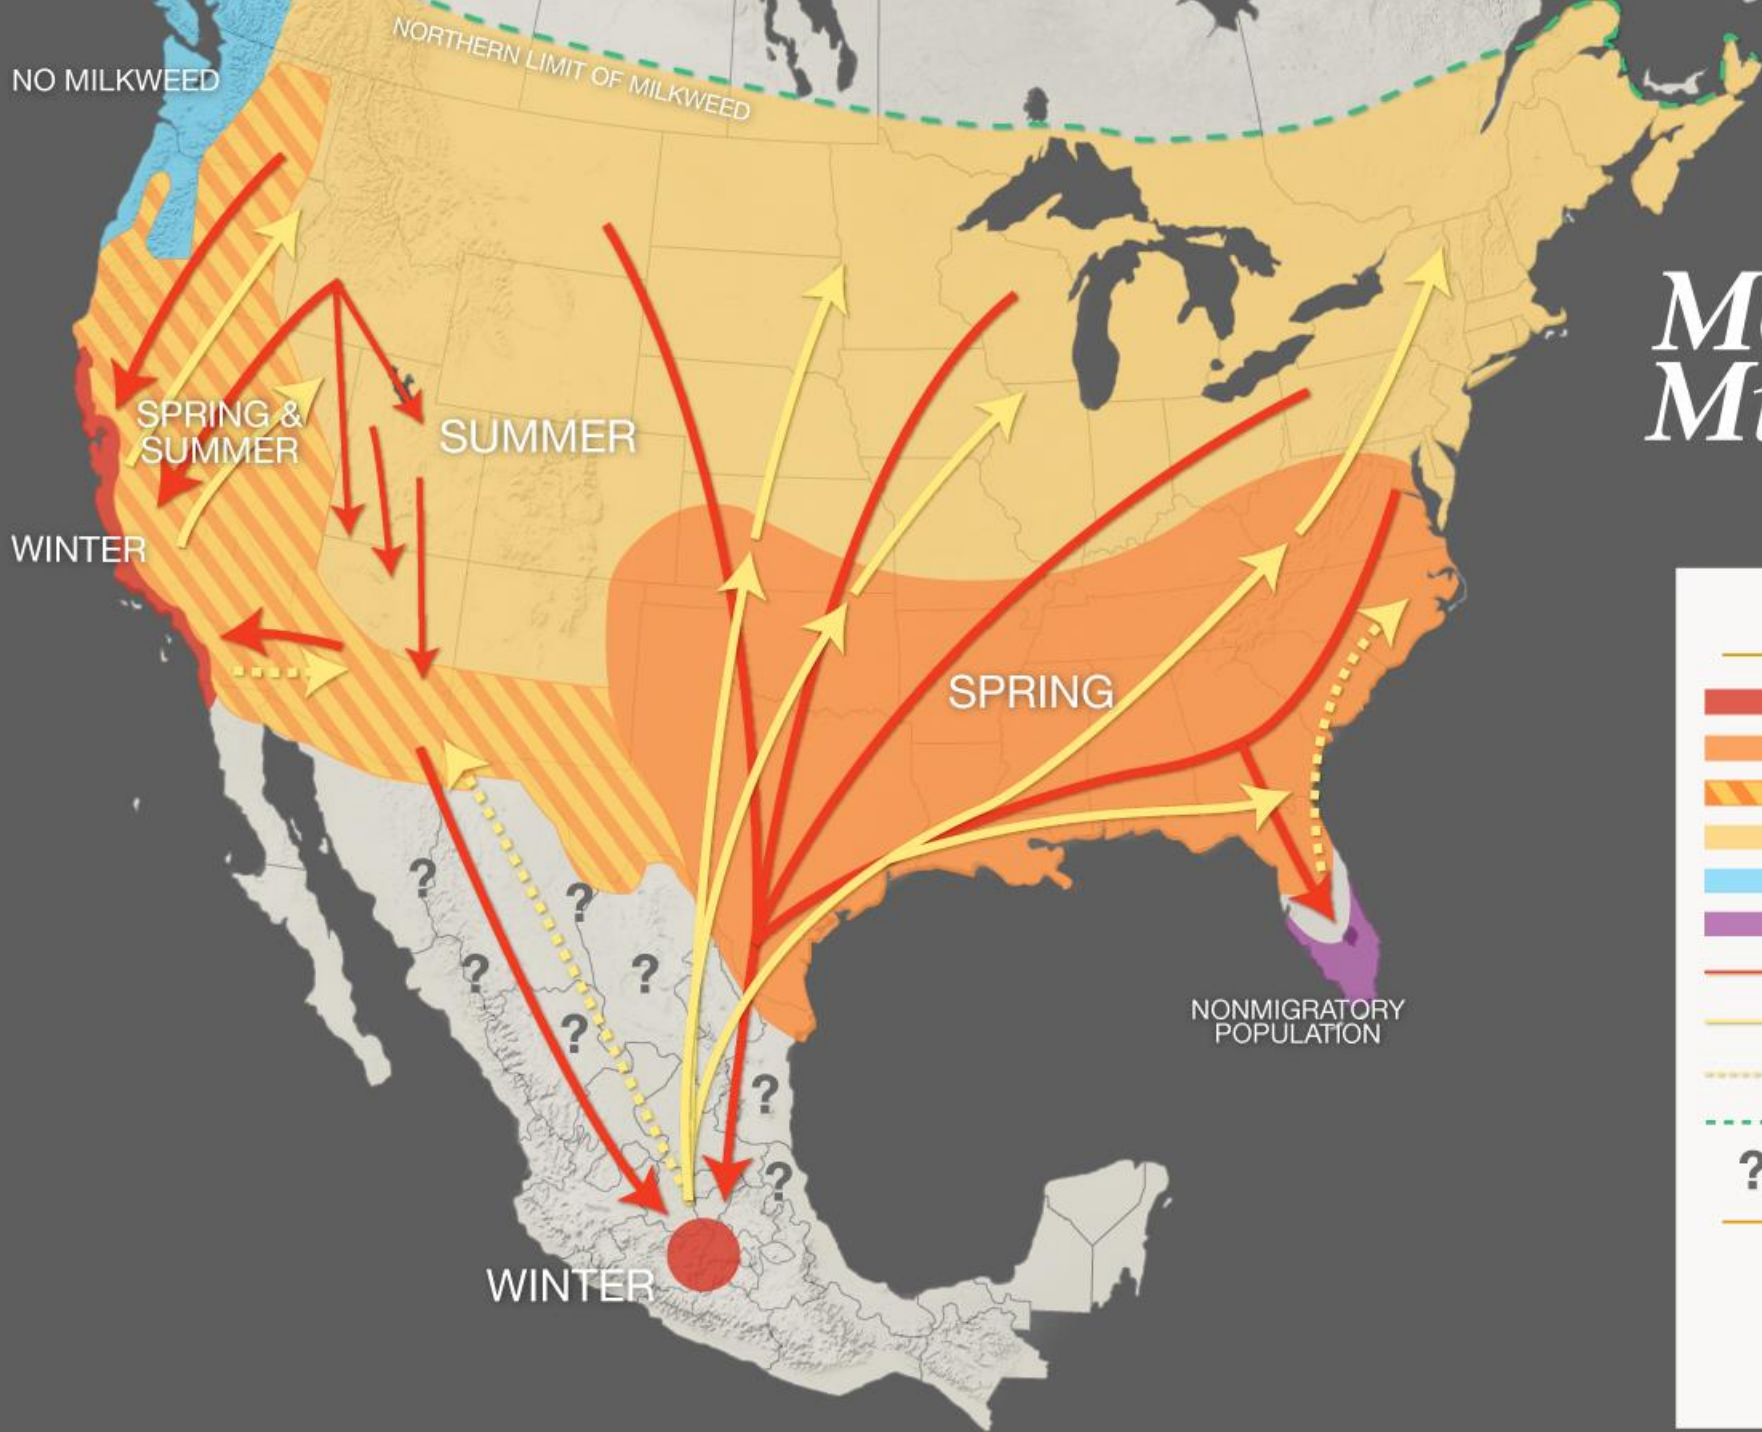 NORTHERN LIMIT OF MILKWEED
NO MILKWEED
SPRING &
SUMMER
SUMMER
WINTER
SPRING
?
?
?
?
?
?
?
NONMIGRATORY
POPULATION
WINTER
?